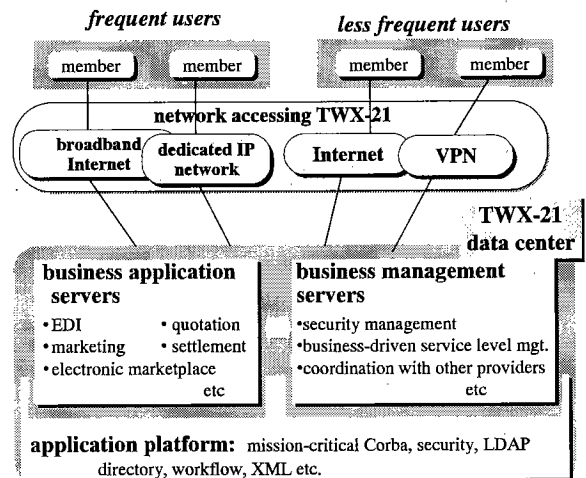 frequent users
less frequent users
member
member
member
member
network accessing TWX-21
broadband
Internet
dedicated IP
network
Internet
VPN
TWX-21
data center
business application
servers
•EDI
•quotation
•marketing
•settlement
•electronic marketplace
etc
business management
servers
•security management
•business-driven service level mgt.
•coordination with other providers
etc
application platform: mission-critical Corba, security, LDAP
directory, workflow, XML etc.